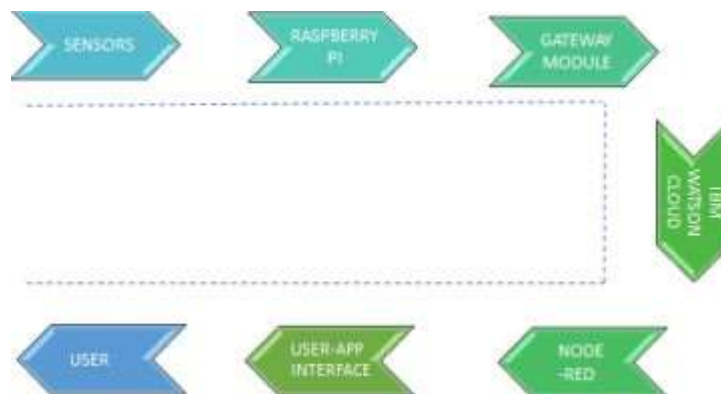 SENSORS
RASPBERRY
PI
GATEWAY
MODULE
IBM
WATSON
CLOUD
USER
USER-APP
INTERFACE
NODE
-RED